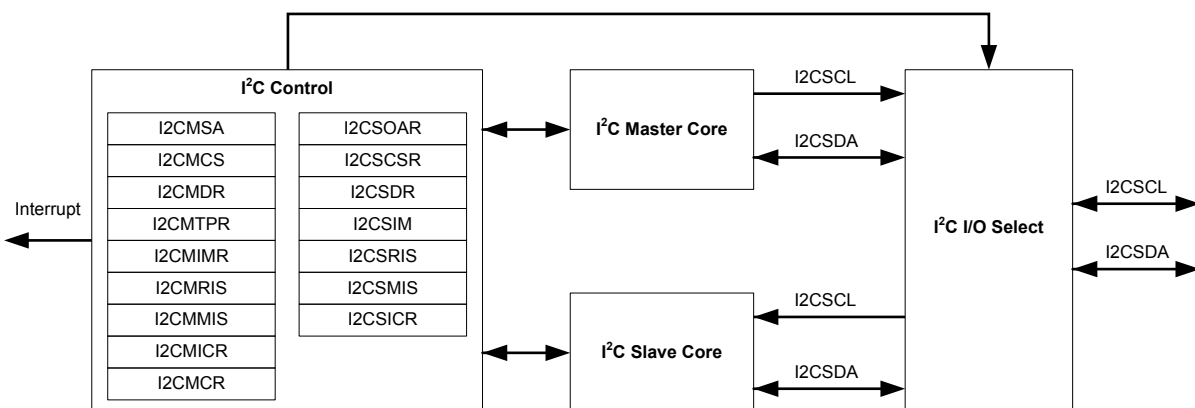 I²C Control
I2CMSA
I2CMCS
I2CMDR
I2CMTPR
I2CMIMR
I2CMRIS
I2CMMIS
I2CMICR
I2CMCR
I2CSOAR
I2CSCSR
I2CSDR
I2CSIM
I2CSRIS
I2CSMIS
I2CSICR
Interrupt
I²C Master Core
I2CSCL
I2CSDA
I²C Slave Core
I2CSCL
I2CSDA
I²C I/O Select
I2CSCL
I2CSDA